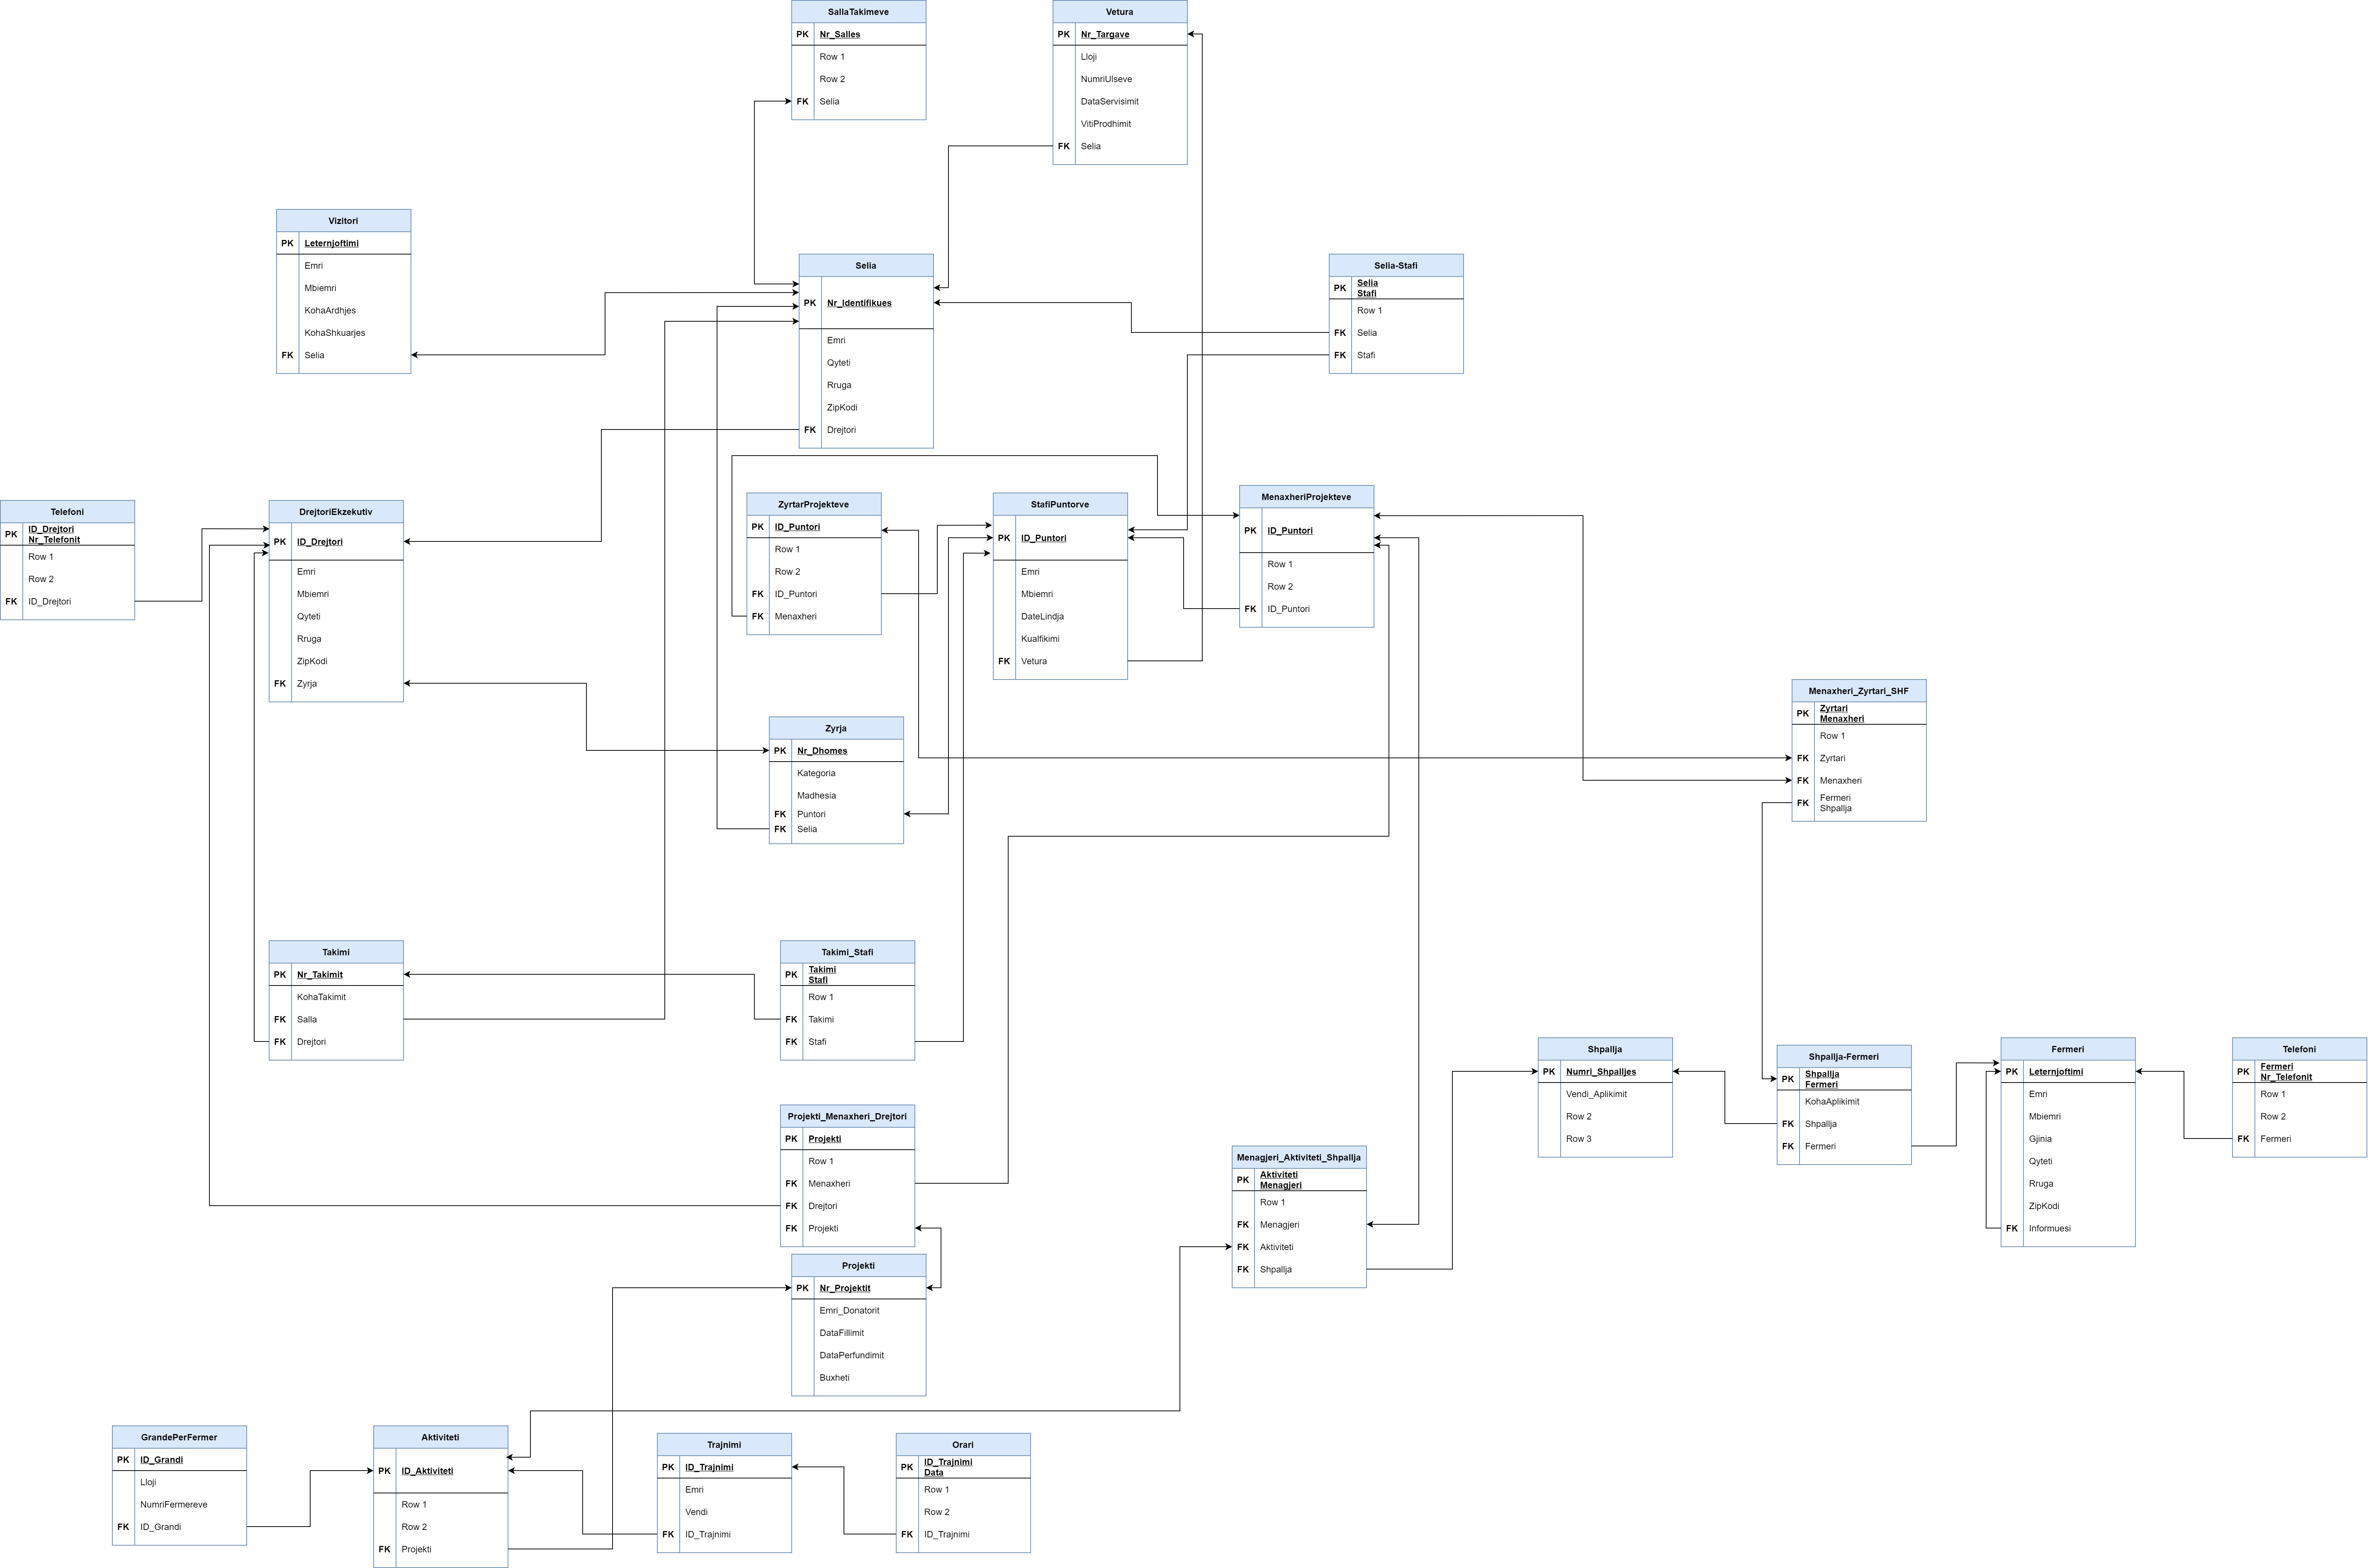 SallaTakimeve
PK Nr_Salles
Row 1
Row 2
FK Selia
Vetura
PK Nr_Targave
Lloji
NumriUlseve
DataServisimit
VitiProdhimit
FK Selia
Vizitori
PK Leternjoftimi
Emri
Mbiemri
KohaArdhjes
KohaShkuarjes
FK Selia
Selia
PK Nr_Identifikues
Emri
Qyteti
Rruga
ZipKodi
FK Drejtori
Selia-Stafi
PK Selia
Stafi
Row 1
FK Selia
FK Stafi
Telefoni
PK ID_Drejtori
Nr_Telefonit
Row 1
Row 2
FK ID_Drejtori
DrejtoriEkzekutiv
PK ID_Drejtori
Emri
Mbiemri
Qyteti
Rruga
ZipKodi
FK Zyrja
ZyrtarProjekteve
PK ID_Puntori
Row 1
Row 2
FK ID_Puntori
FK Menaxheri
StafiPuntorve
PK ID_Puntori
Emri
Mbiemri
DateLindja
Kualfikimi
FK Vetura
MenaxheriProjekteve
PK ID_Puntori
Row 1
Row 2
FK ID_Puntori
Menaxheri_Zyrtari_SHF
PK Zyrtari
Menaxheri
Row 1
FK Zyrtari
FK Menaxheri
FK Fermeri
Shpallja
Zyrja
PK Nr_Dhomes
Kategoria
Madhesia
FK Puntori
FK Selia
Takimi
PK Nr_Takimit
KohaTakimit
FK Salla
FK Drejtori
Takimi_Stafi
PK Takimi
Stafi
Row 1
FK Takimi
FK Stafi
Shpallja
PK Numri_Shpalljes
Vendi_Aplikimit
Row 2
Row 3
Shpallja-Fermeri
PK Shpallja
Fermeri
KohaAplikimit
FK Shpallja
FK Fermeri
Fermeri
PK Leternjoftimi
Emri
Mbiemri
Gjinia
Qyteti
Rruga
ZipKodi
FK Informuesi
Telefoni
PK Fermeri
Nr_Telefonit
Row 1
Row 2
FK Fermeri
Projekti_Menaxheri_Drejtori
PK Projekti
Row 1
FK Menaxheri
FK Drejtori
FK Projekti
Menagjeri_Aktiviteti_Shpallja
PK Aktiviteti
Menagjeri
Row 1
FK Menagjeri
FK Aktiviteti
FK Shpallja
Projekti
PK Nr_Projektit
Emri_Donatorit
DataFillimit
DataPerfundimit
Buxheti
GrandePerFermer
PK ID_Grandi
Lloji
NumriFermereve
FK ID_Grandi
Aktiviteti
PK ID_Aktiviteti
Row 1
Row 2
FK Projekti
Trajnimi
PK ID_Trajnimi
Emri
Vendi
FK ID_Trajnimi
Orari
PK ID_Trajnimi
Data
Row 1
Row 2
FK ID_Trajnimi